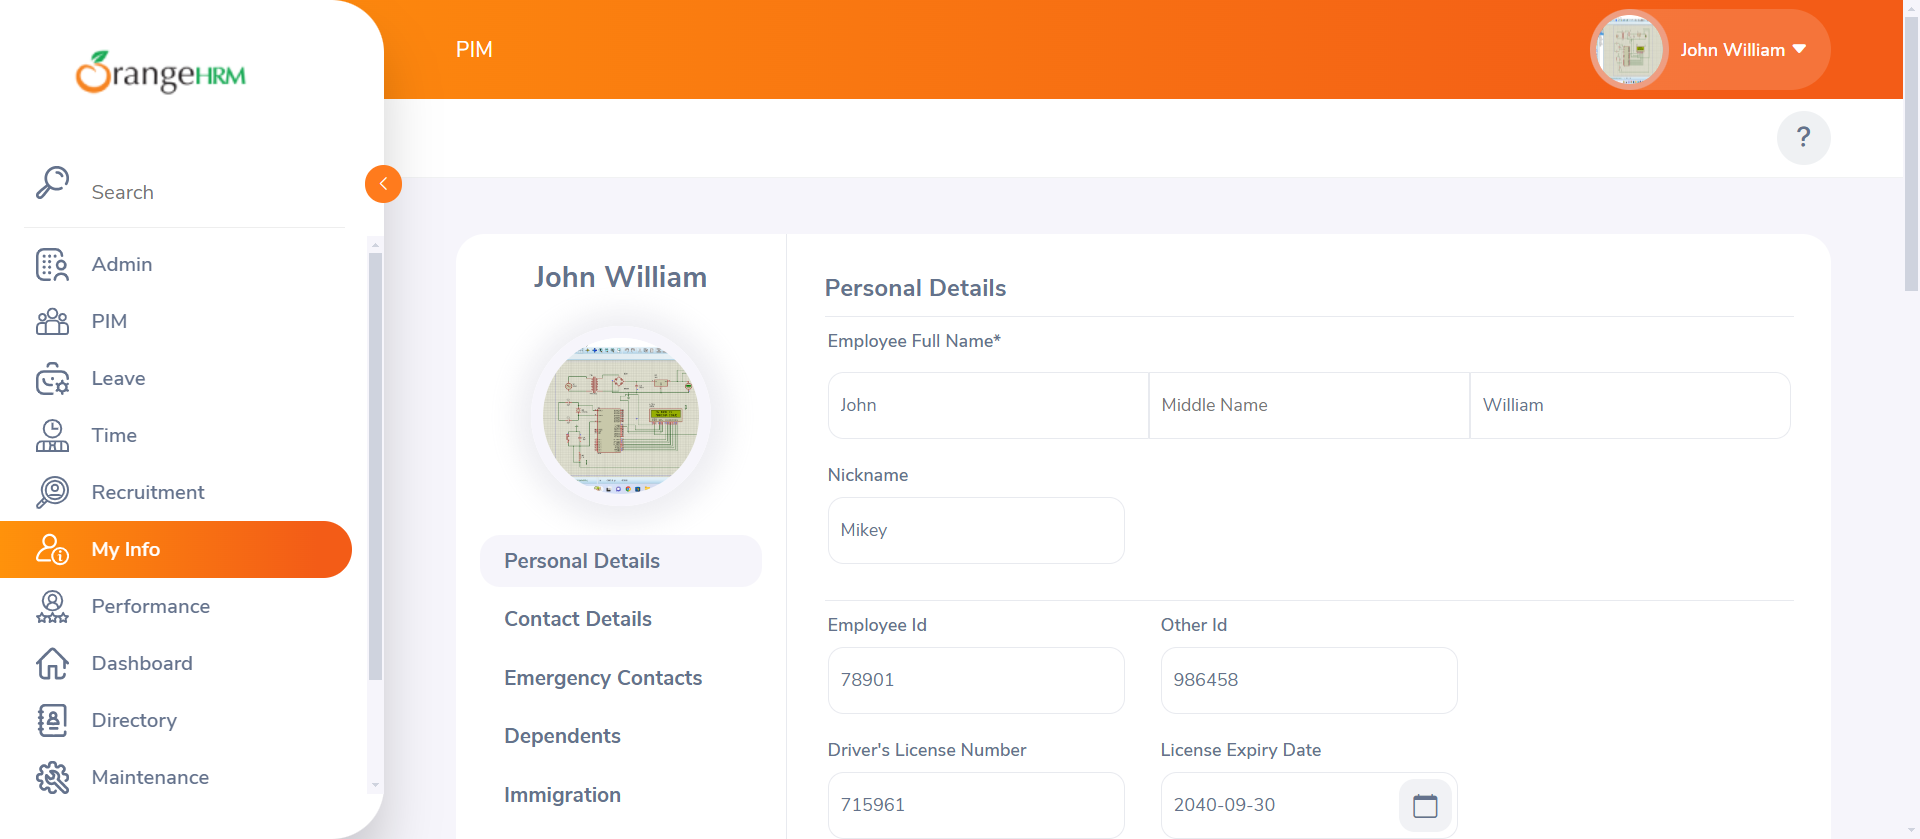 OrangeHRM
Search
Admin
PIM
Leave
Time
Recruitment
My Info
Performance
Dashboard
Directory
Maintenance
PIM
John William
?
John William
Personal Details
Contact Details
Emergency Contacts
Dependents
Immigration
Personal Details
Employee Full Name*
John Middle Name William
Nickname
Mikey
Employee Id Other Id
78901 986458
Driver's License Number License Expiry Date
715961 2040-09-30